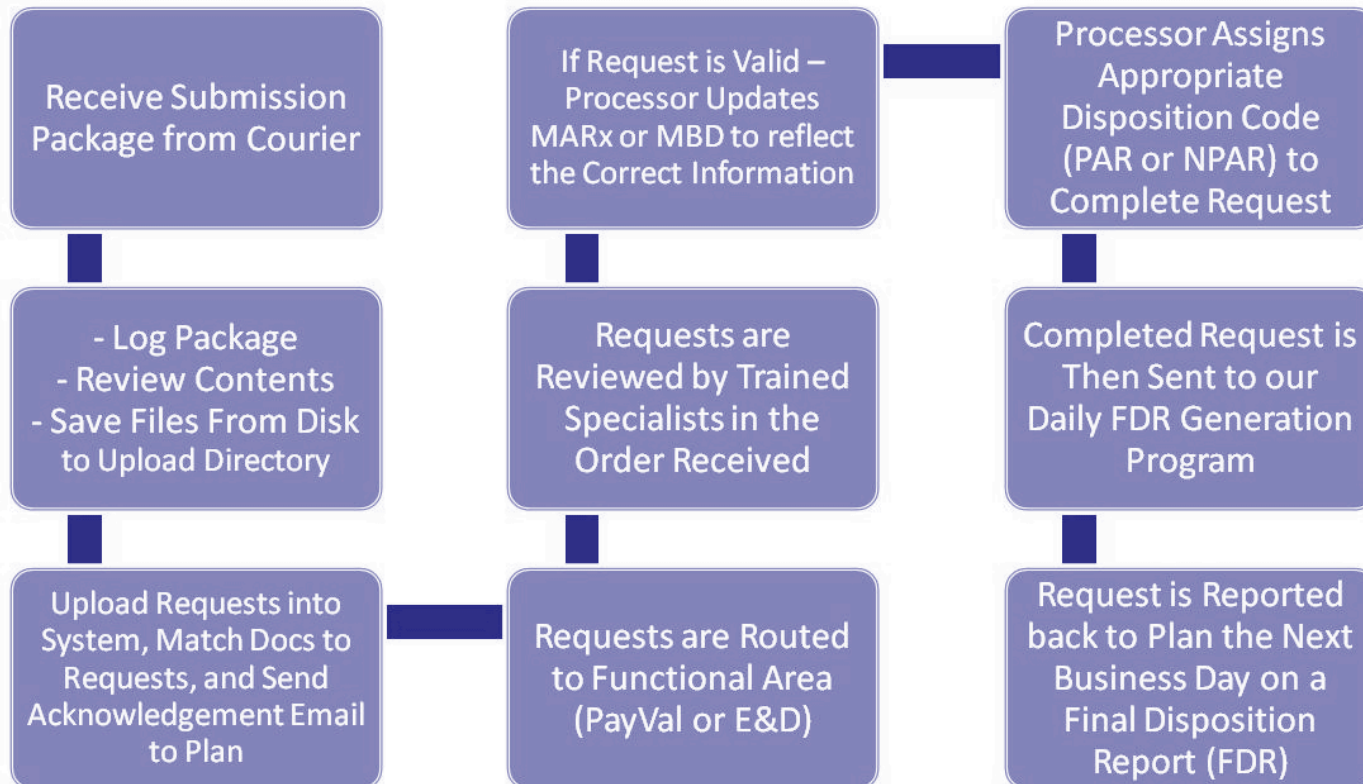 Receive Submission
Package from Courier
- Log Package
- Review Contents
- Save Files From Disk
to Upload Directory
Upload Requests into
System, Match Docs to
Requests, and Send
Acknowledgement Email
to Plan
Requests are Routed
to Functional Area
(PayVal or E&D)
Requests are
Reviewed by Trained
Specialists in the
Order Received
If Request is Valid –
Processor Updates
MARx or MBD to reflect
the Correct Information
Processor Assigns
Appropriate
Disposition Code
(PAR or NPAR) to
Complete Request
Completed Request is
Then Sent to our
Daily FDR Generation
Program
Request is Reported
back to Plan the Next
Business Day on a
Final Disposition
Report (FDR)